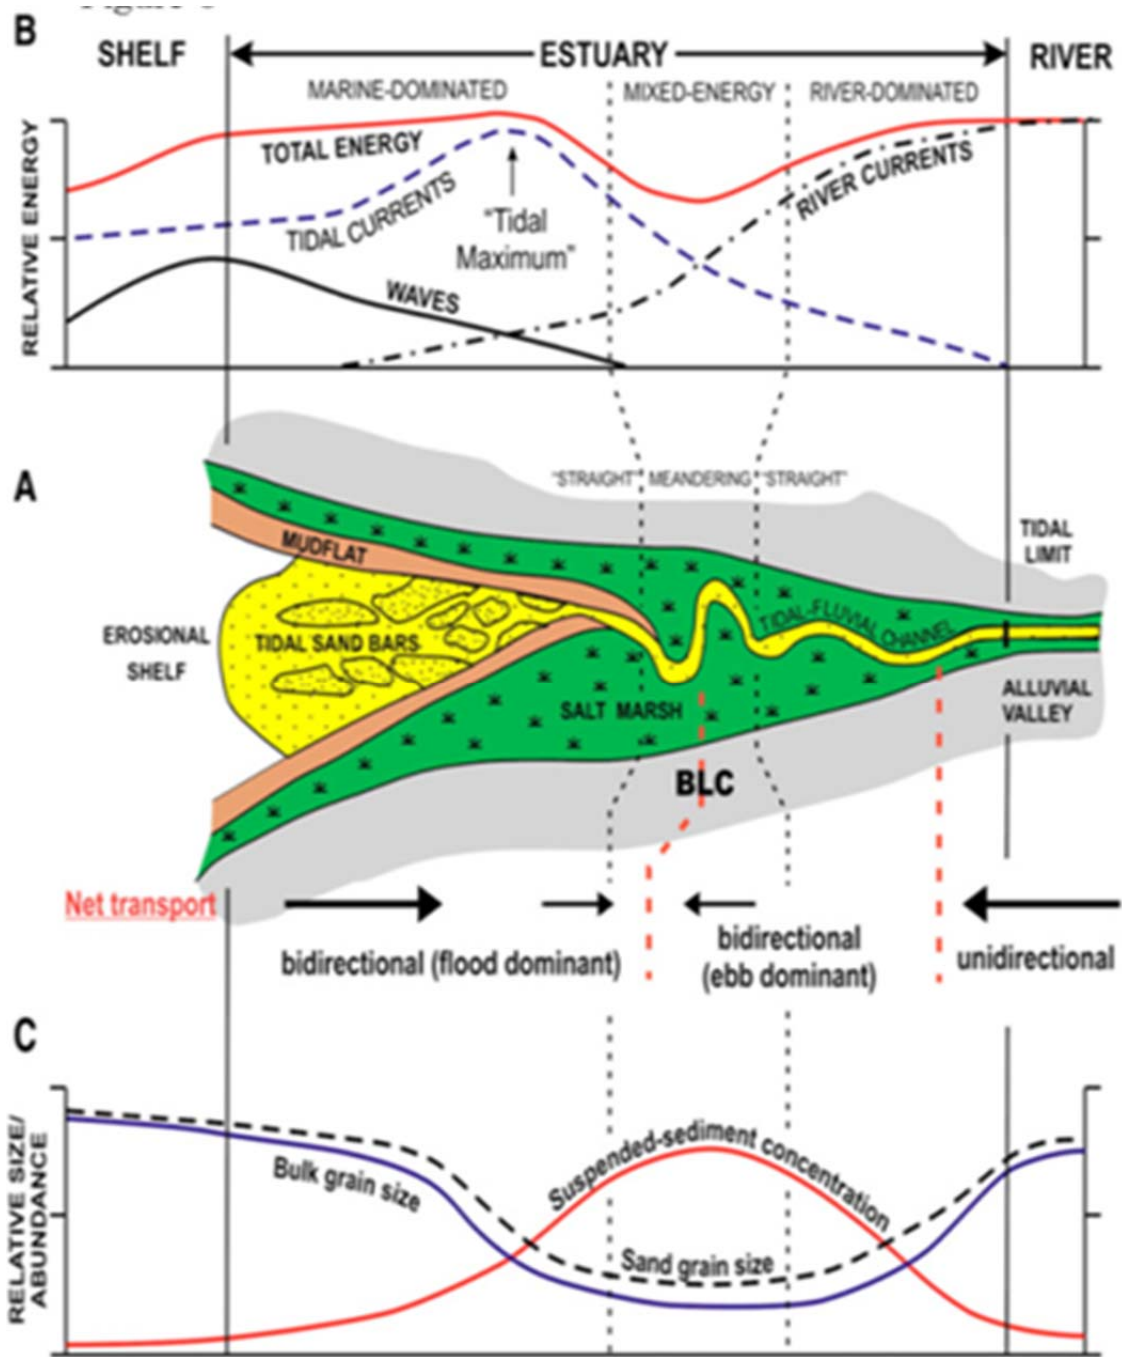 B
SHELF
ESTUARY
RIVER
MARINE-DOMINATED
MIXED-ENERGY
RIVER-DOMINATED
RELATIVE ENERGY
TOTAL ENERGY
TIDAL CURRENTS
"Tidal
Maximum"
WAVES
RIVER CURRENTS
A
"STRAIGHT"
MEANDERING
"STRAIGHT"
TIDAL
LIMIT
MUDFLAT
EROSIONAL
SHELF
TIDAL SAND BARS
TIDAL-FLUVIAL CHANNEL
SALT MARSH
ALLUVIAL
VALLEY
BLC
Net transport
bidirectional (flood dominant)
bidirectional
(ebb dominant)
unidirectional
C
RELATIVE SIZE/
ABUNDANCE
Bulk grain size
Suspended-sediment concentration
Sand grain size